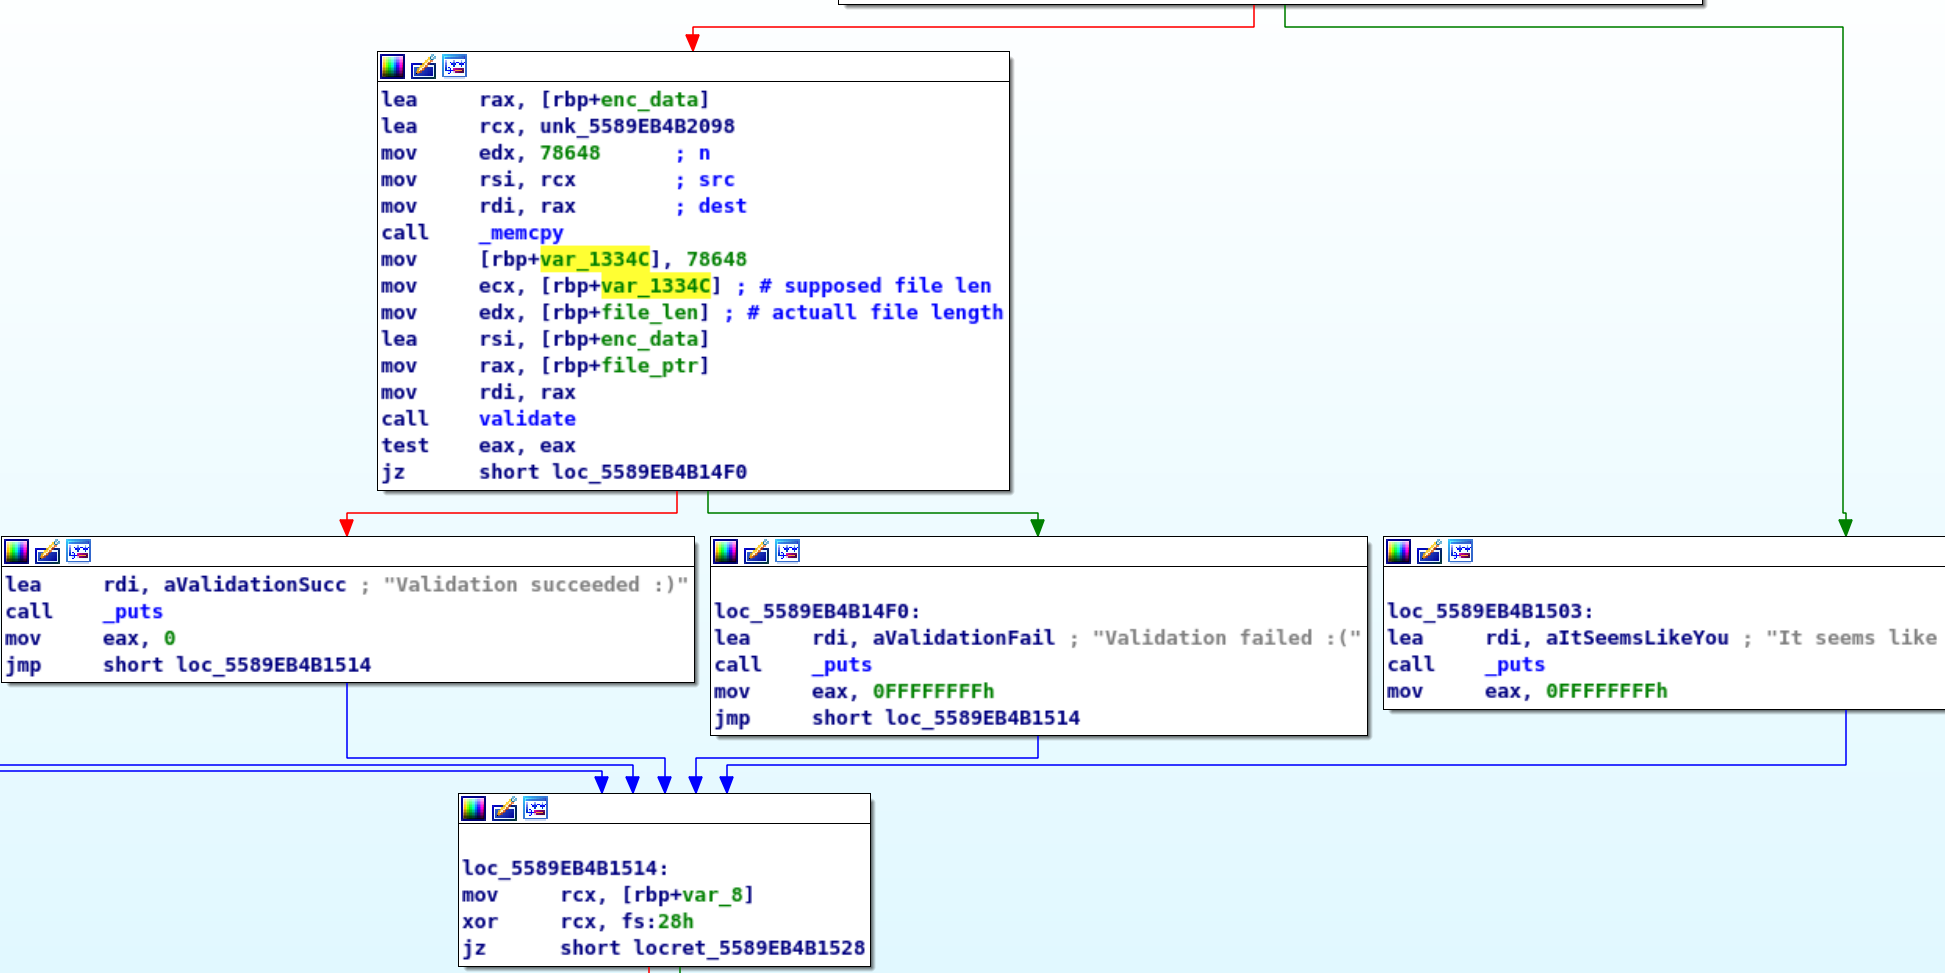 lea rax, [rbp+enc_data]
lea rcx, unk_5589EB4B2098
mov edx, 78648 ; n
mov rsi, rcx ; src
mov rdi, rax ; dest
call _memcpy
mov [rbp+var_1334C], 78648
mov ecx, [rbp+var_1334C] ; # supposed file len
mov edx, [rbp+file_len] ; # actuall file length
lea rsi, [rbp+enc_data]
mov rax, [rbp+file_ptr]
mov rdi, rax
call validate
test eax, eax
jz short loc_5589EB4B14F0
lea rdi, aValidationSucc ; "Validation succeeded :)"
call _puts
mov eax, 0
jmp short loc_5589EB4B1514
loc_5589EB4B14F0:
lea rdi, aValidationFail ; "Validation failed :("
call _puts
mov eax, 0FFFFFFFFh
jmp short loc_5589EB4B1514
loc_5589EB4B1503:
lea rdi, aItSeemsLikeYou ; "It seems like
call _puts
mov eax, 0FFFFFFFFh
loc_5589EB4B1514:
mov rcx, [rbp+var_8]
xor rcx, fs:28h
jz short locret_5589EB4B1528